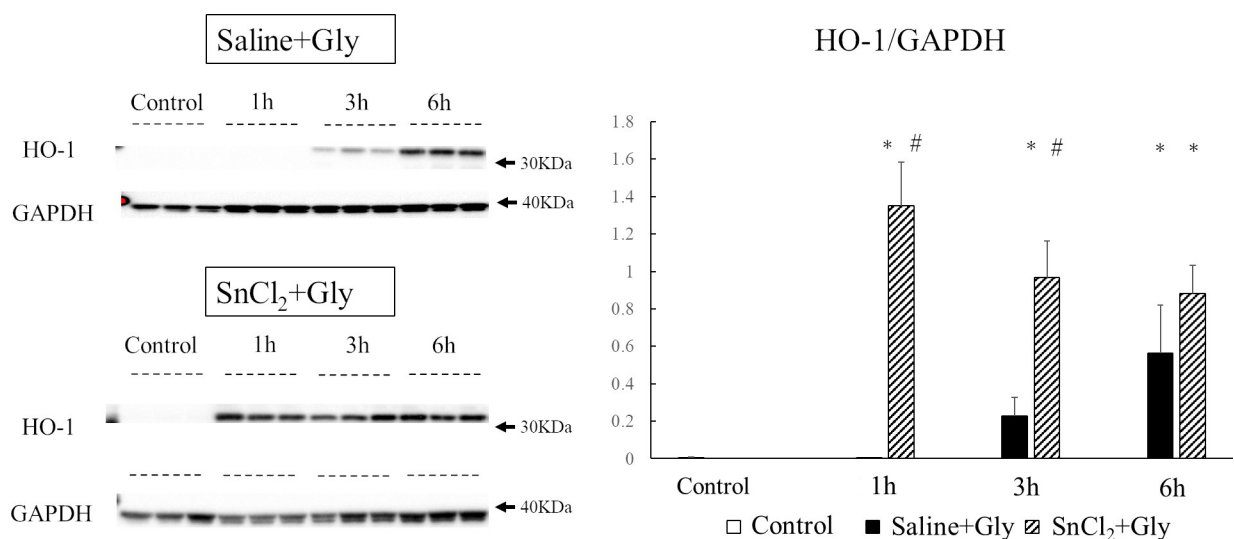 Saline+Gly
Control 1h 3h 6h
HO-1
30KDa
GAPDH
40KDa
SnCl₂+Gly
Control 1h 3h 6h
HO-1
30KDa
GAPDH
40KDa
HO-1/GAPDH
1.8
1.6
1.4
1.2
1
0.8
0.6
0.4
0.2
0
* #
* #
* *
Control 1h 3h 6h
Control Saline+Gly SnCl₂+Gly